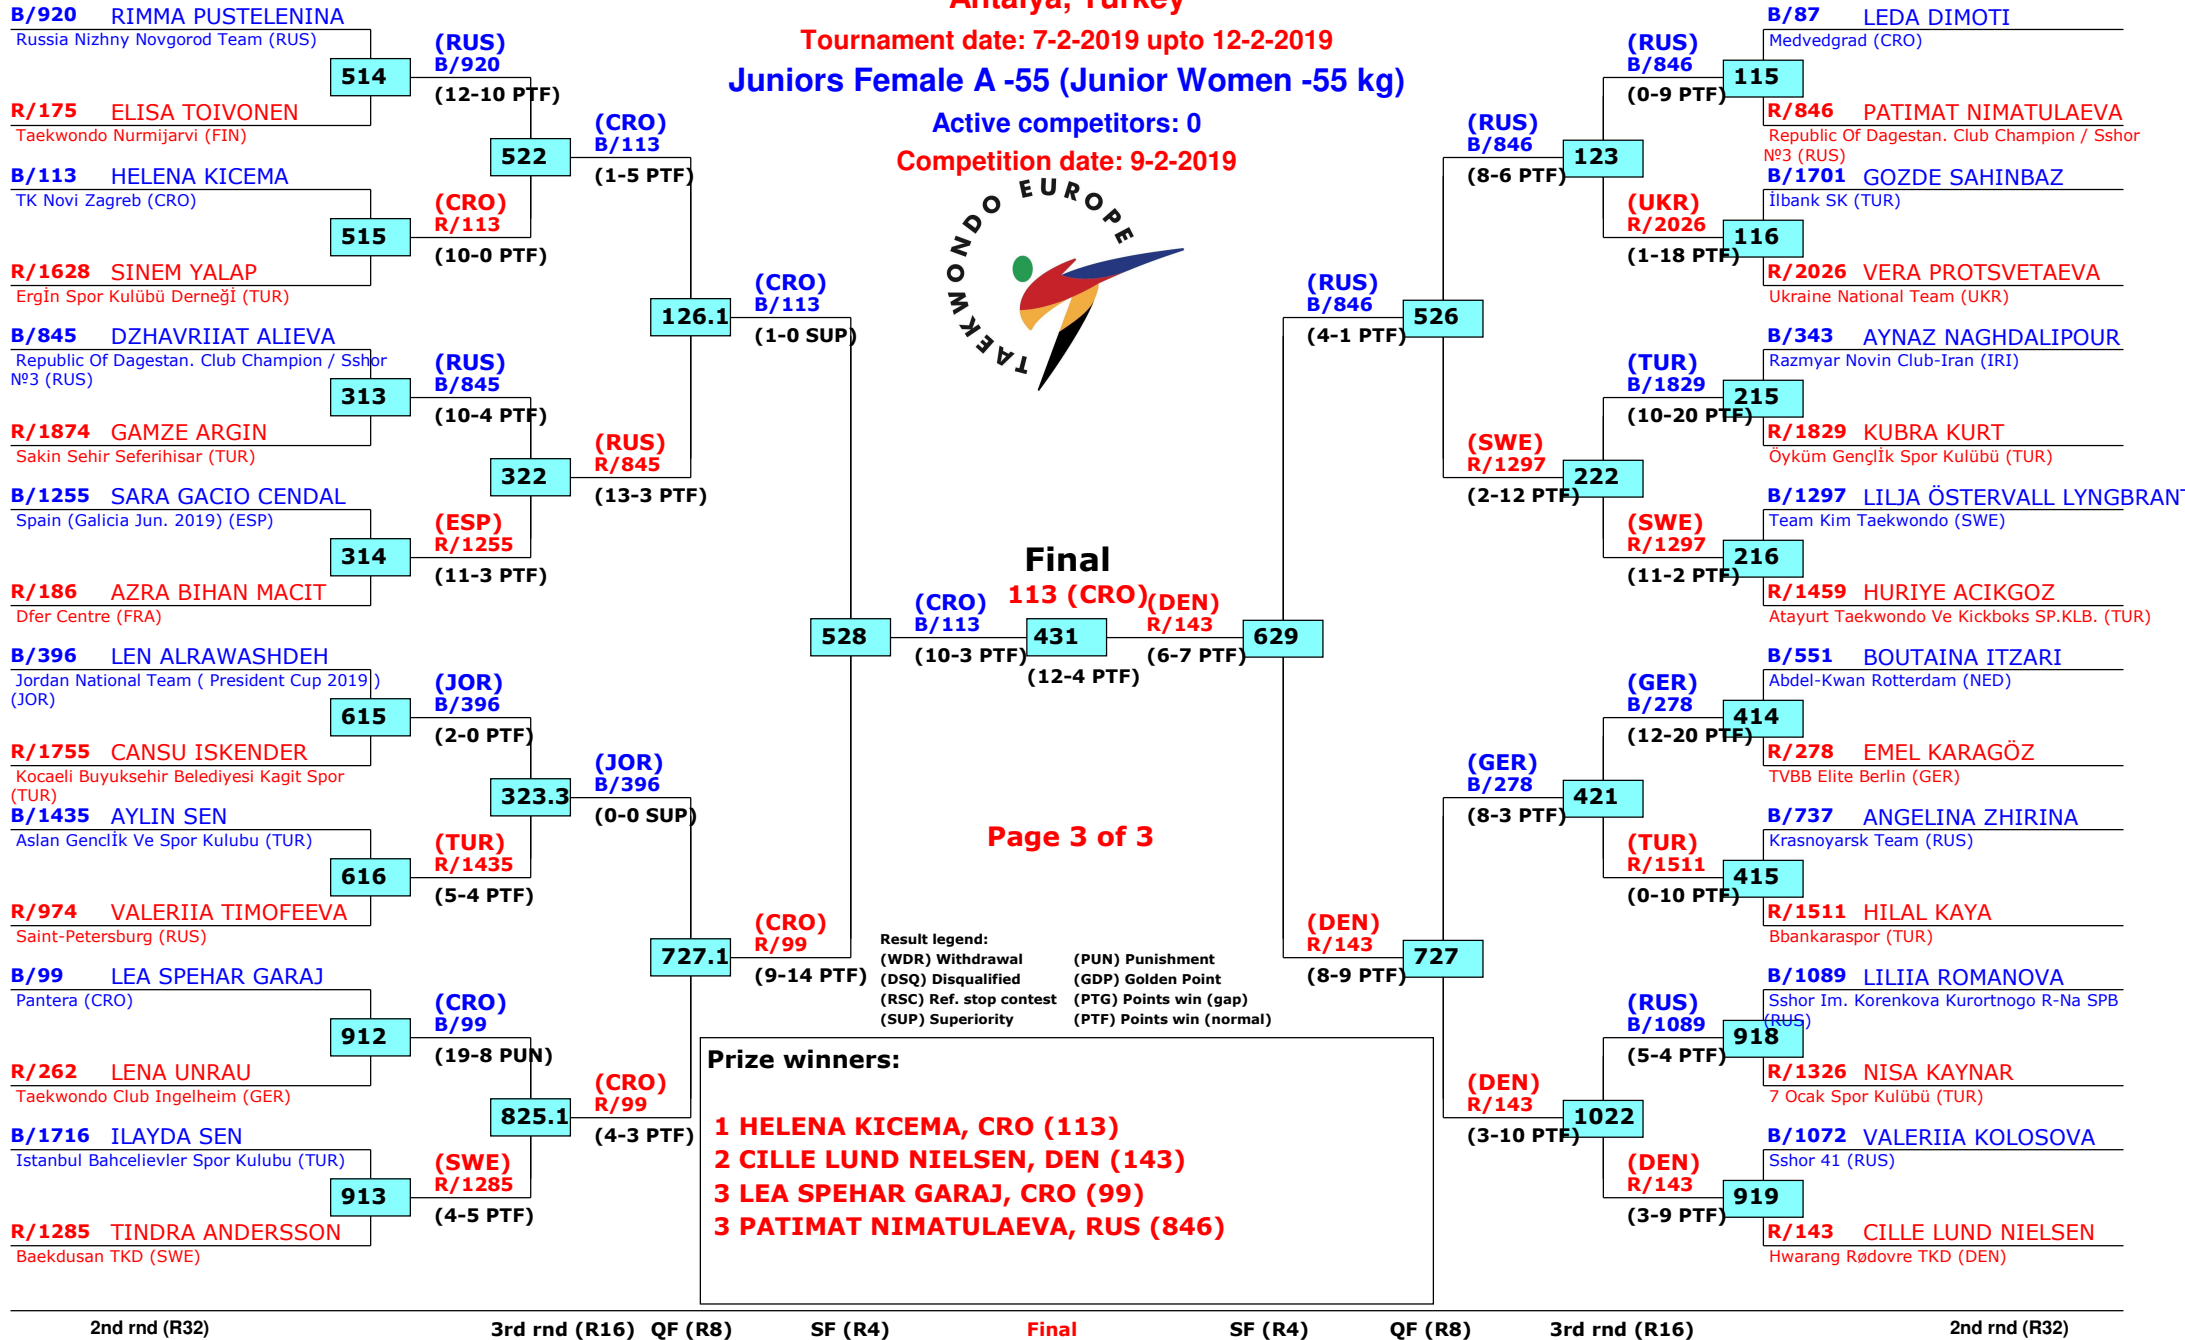 Antalya, Turkey
Tournament date: 7-2-2019 upto 12-2-2019
Juniors Female A -55 (Junior Women -55 kg)
Active competitors: 0
Competition date: 9-2-2019
TAEKWONDO EUROPE
B/920 RIMMA PUSTELENINA
Russia Nizhny Novgorod Team (RUS)
514
R/175 ELISA TOIVONEN
Taekwondo Nurmijarvi (FIN)
B/113 HELENA KICEMA
TK Novi Zagreb (CRO)
515
R/1628 SINEM YALAP
Ergİn Spor Kulübü Derneğİ (TUR)
B/845 DZHAVRIIAT ALIEVA
Republic Of Dagestan. Club Champion / Sshor
№3 (RUS)
313
R/1874 GAMZE ARGIN
Sakin Sehir Seferihisar (TUR)
B/1255 SARA GACIO CENDAL
Spain (Galicia Jun. 2019) (ESP)
314
R/186 AZRA BIHAN MACIT
Dfer Centre (FRA)
B/396 LEN ALRAWASHDEH
Jordan National Team ( President Cup 2019 )
(JOR)
615
R/1755 CANSU ISKENDER
Kocaeli Buyuksehir Belediyesi Kagit Spor
(TUR)
B/1435 AYLIN SEN
Aslan Genclİk Ve Spor Kulubu (TUR)
616
R/974 VALERIIA TIMOFEEVA
Saint-Petersburg (RUS)
B/99 LEA SPEHAR GARAJ
Pantera (CRO)
912
R/262 LENA UNRAU
Taekwondo Club Ingelheim (GER)
B/1716 ILAYDA SEN
Istanbul Bahcelievler Spor Kulubu (TUR)
913
R/1285 TINDRA ANDERSSON
Baekdusan TKD (SWE)
(RUS)
B/920
(12-10 PTF)
522
(CRO)
R/113
(10-0 PTF)
(RUS)
B/845
(10-4 PTF)
322
(ESP)
R/1255
(11-3 PTF)
(JOR)
B/396
(2-0 PTF)
323.3
(TUR)
R/1435
(5-4 PTF)
(CRO)
B/99
(19-8 PUN)
825.1
(SWE)
R/1285
(4-5 PTF)
(CRO)
B/113
(1-5 PTF)
126.1
(RUS)
R/845
(13-3 PTF)
(JOR)
B/396
(0-0 SUP)
727.1
(CRO)
R/99
(4-3 PTF)
(CRO)
B/113
(1-0 SUP)
528
(CRO)
R/99
(9-14 PTF)
Final
113 (CRO)
(CRO)
B/113
(10-3 PTF)
431
(12-4 PTF)
(DEN)
R/143
(6-7 PTF)
629
(RUS)
B/846
(4-1 PTF)
526
(DEN)
R/143
(8-9 PTF)
727
(RUS)
B/846
(8-6 PTF)
123
(SWE)
R/1297
(2-12 PTF)
222
(GER)
B/278
(8-3 PTF)
421
(DEN)
R/143
(3-10 PTF)
1022
(RUS)
B/846
(0-9 PTF)
115
(UKR)
R/2026
(1-18 PTF)
116
(TUR)
B/1829
(10-20 PTF)
215
(SWE)
R/1297
(11-2 PTF)
216
(GER)
B/278
(12-20 PTF)
414
(TUR)
R/1511
(0-10 PTF)
415
(RUS)
B/1089
(5-4 PTF)
918
(DEN)
R/143
(3-9 PTF)
919
B/87 LEDA DIMOTI
Medvedgrad (CRO)
R/846 PATIMAT NIMATULAEVA
Republic Of Dagestan. Club Champion / Sshor
№3 (RUS)
B/1701 GOZDE SAHINBAZ
İlbank SK (TUR)
R/2026 VERA PROTSVETAEVA
Ukraine National Team (UKR)
B/343 AYNAZ NAGHDALIPOUR
Razmyar Novin Club-Iran (IRI)
R/1829 KUBRA KURT
Öyküm Gençlİk Spor Kulübü (TUR)
B/1297 LILJA ÖSTERVALL LYNGBRANT
Team Kim Taekwondo (SWE)
R/1459 HURIYE ACIKGOZ
Atayurt Taekwondo Ve Kickboks SP.KLB. (TUR)
B/551 BOUTAINA ITZARI
Abdel-Kwan Rotterdam (NED)
R/278 EMEL KARAGÖZ
TVBB Elite Berlin (GER)
B/737 ANGELINA ZHIRINA
Krasnoyarsk Team (RUS)
R/1511 HILAL KAYA
Bbankaraspor (TUR)
B/1089 LILIIA ROMANOVA
Sshor Im. Korenkova Kurortnogo R-Na SPB
(RUS)
R/1326 NISA KAYNAR
7 Ocak Spor Kulübü (TUR)
B/1072 VALERIIA KOLOSOVA
Sshor 41 (RUS)
R/143 CILLE LUND NIELSEN
Hwarang Rødovre TKD (DEN)
Page 3 of 3
Result legend:
(WDR) Withdrawal (PUN) Punishment
(DSQ) Disqualified (GDP) Golden Point
(RSC) Ref. stop contest (PTG) Points win (gap)
(SUP) Superiority (PTF) Points win (normal)
Prize winners:
1 HELENA KICEMA, CRO (113)
2 CILLE LUND NIELSEN, DEN (143)
3 LEA SPEHAR GARAJ, CRO (99)
3 PATIMAT NIMATULAEVA, RUS (846)
2nd rnd (R32) 3rd rnd (R16) QF (R8) SF (R4) Final SF (R4) QF (R8) 3rd rnd (R16) 2nd rnd (R32)